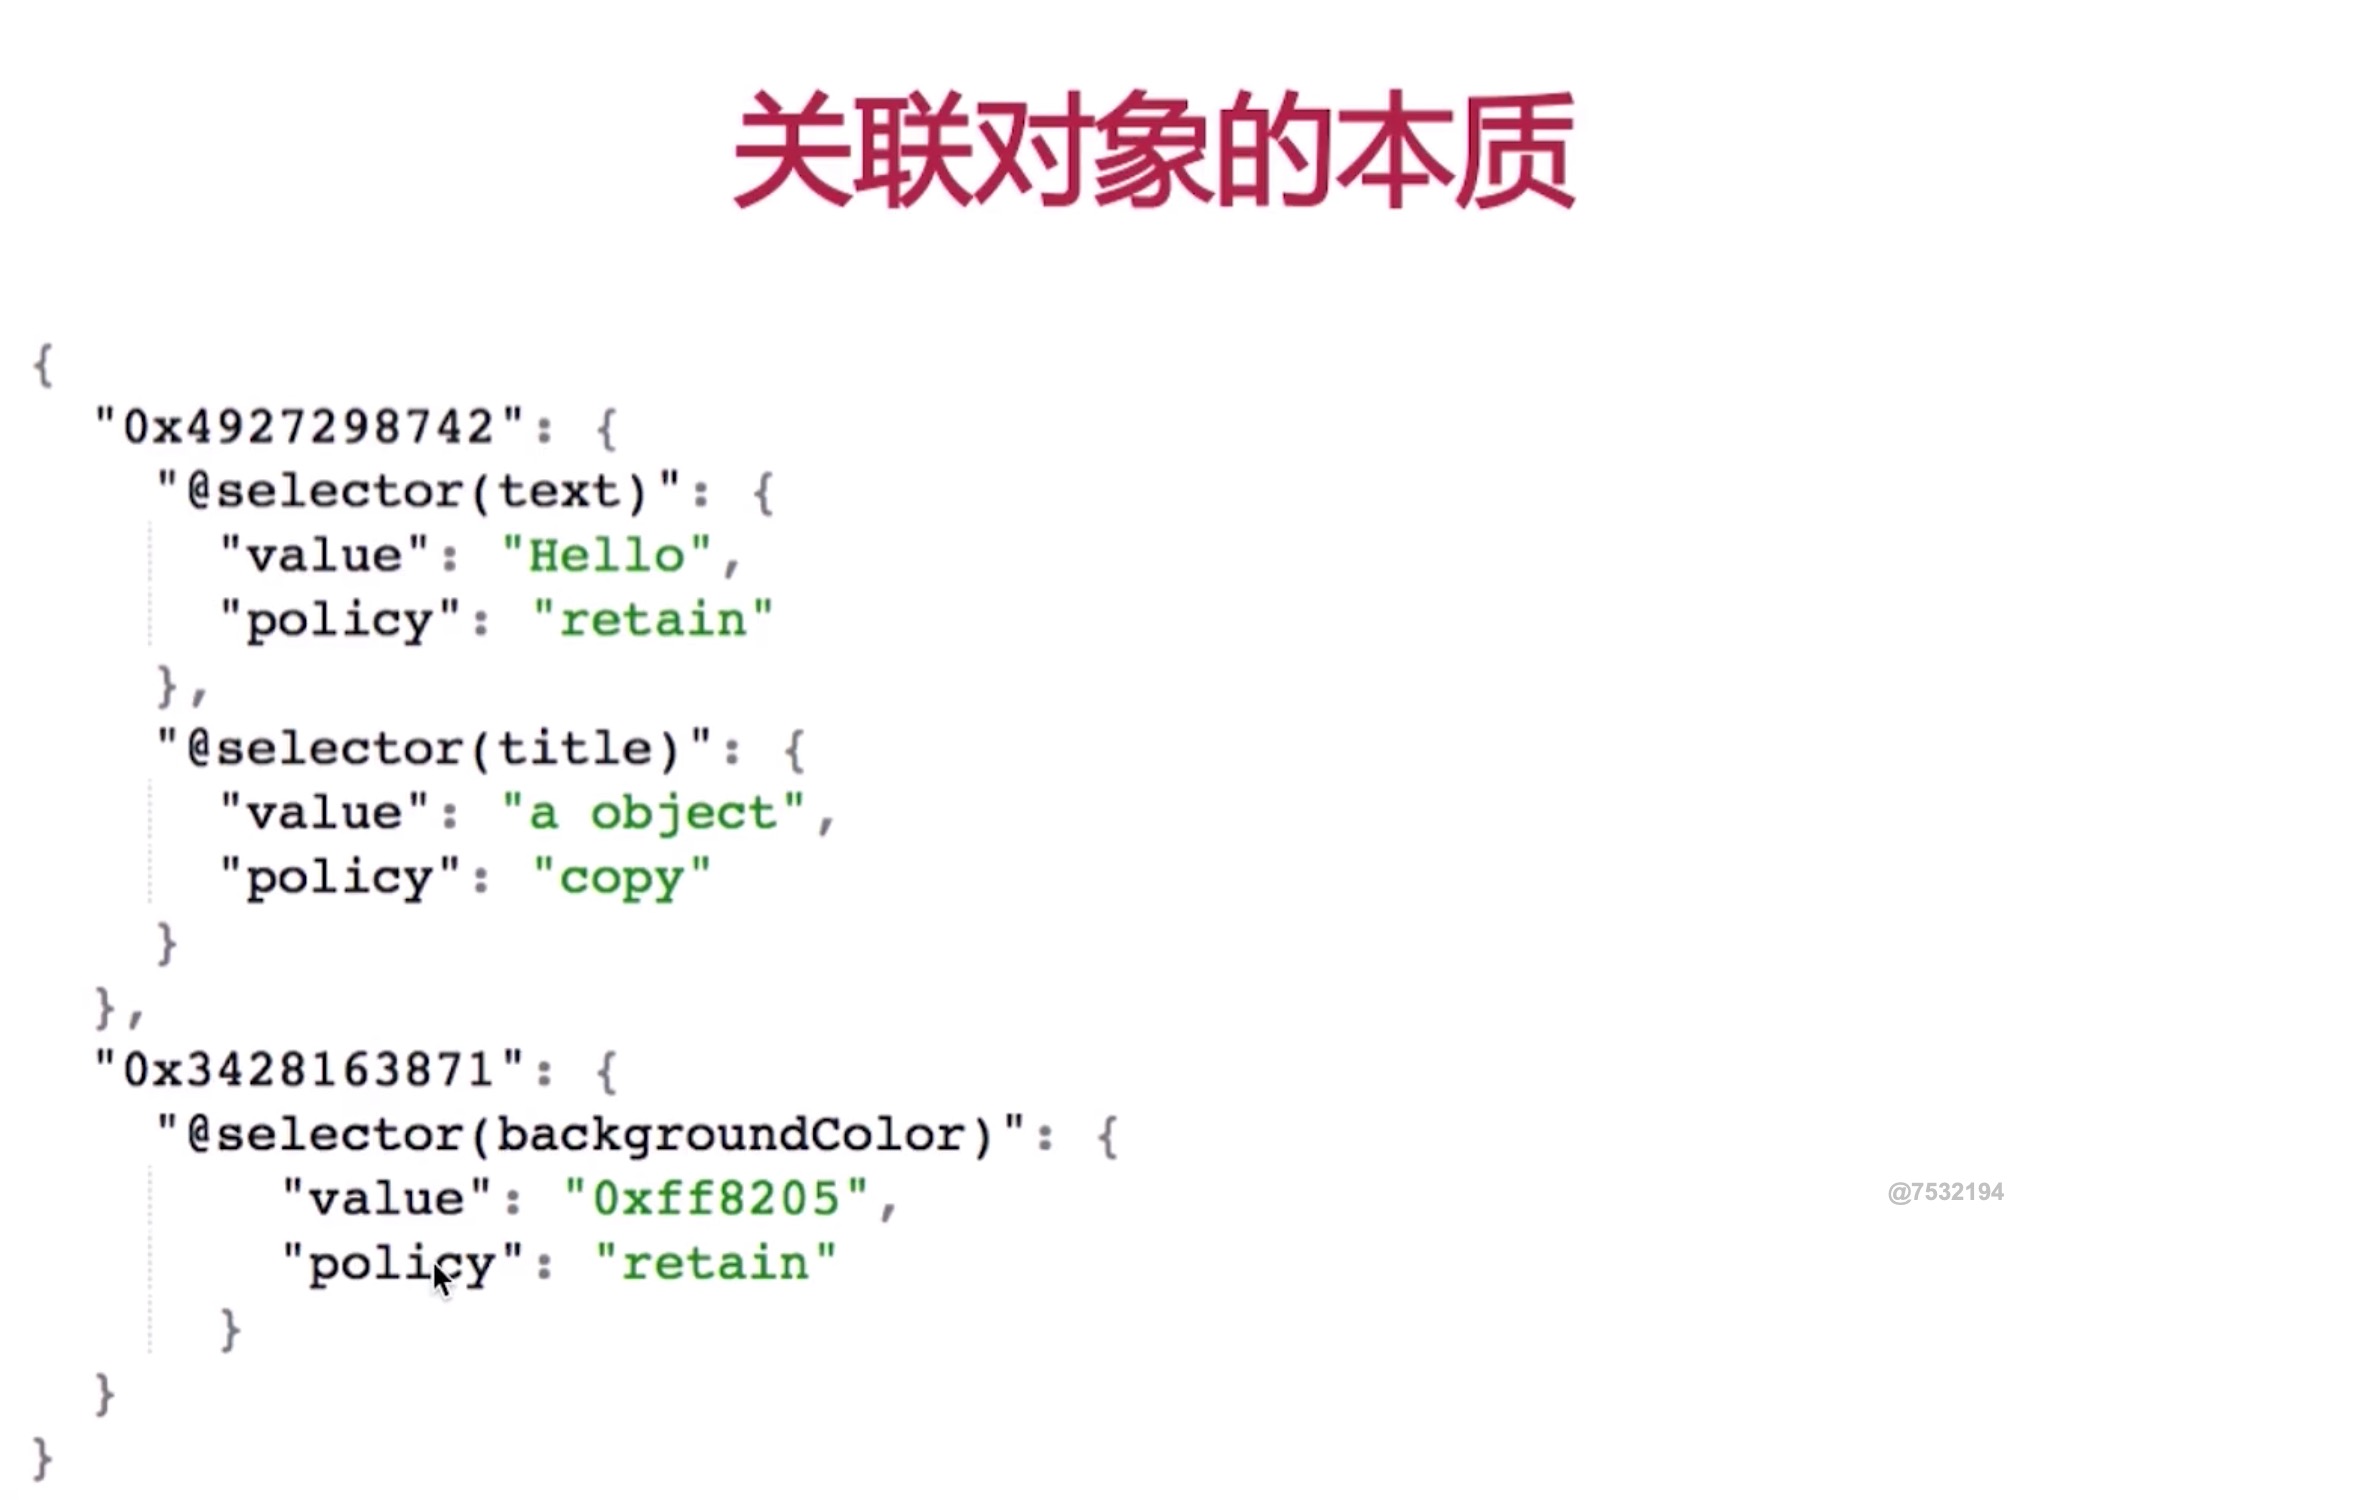 关联对象的本质
{
"0x4927298742": {
"@selector(text)": {
"value": "Hello",
"policy": "retain"
},
"@selector(title)": {
"value": "a object",
"policy": "copy"
}
},
"0x3428163871": {
"@selector(backgroundColor)": {
"value": "0xff8205",
"policy": "retain"
}
}
}
@7532194